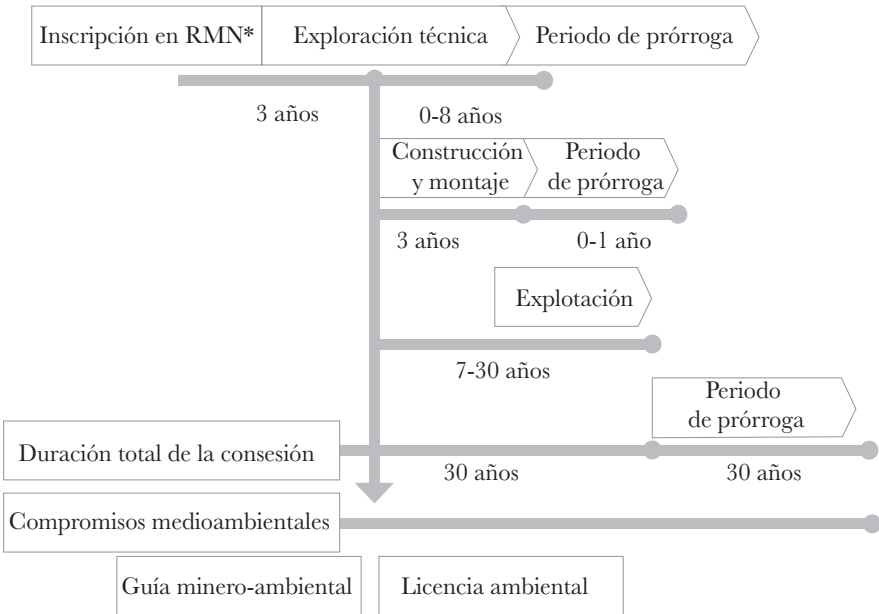 Inscripción en RMN*
Exploración técnica
Periodo de prórroga
3 años
0-8 años
Construcción
y montaje
Periodo
de prórroga
3 años
0-1 año
Explotación
7-30 años
Periodo
de prórroga
Duración total de la consesión
30 años
30 años
Compromisos medioambientales
Guía minero-ambiental
Licencia ambiental